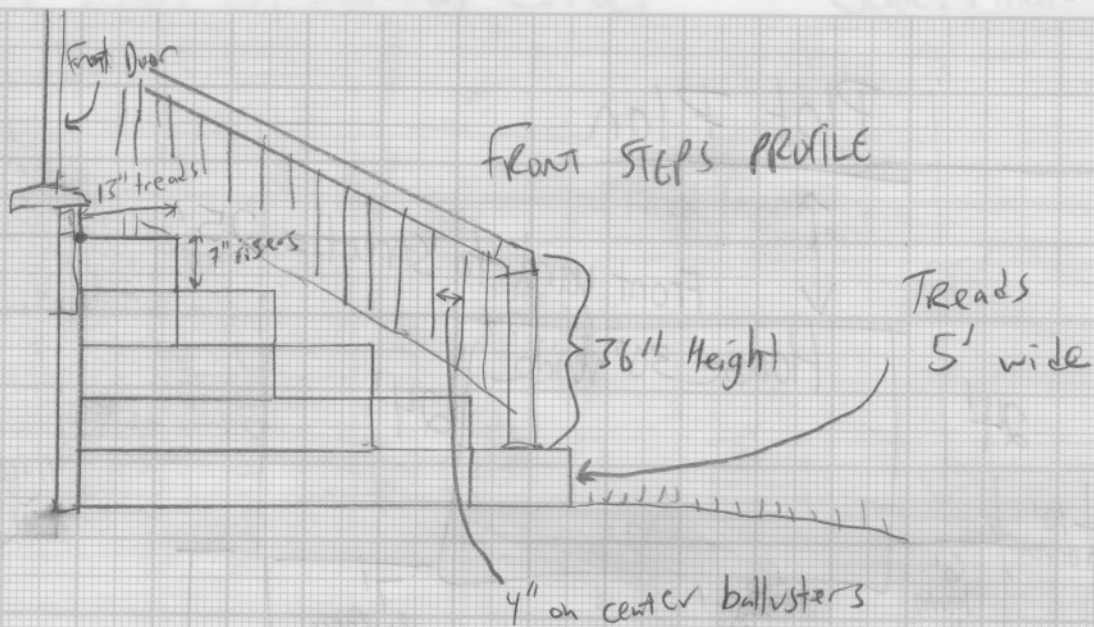 Front Door
FRONT STEPS PROFILE
13" treads
7" risers
36" Height
Treads
5' wide
4" on center ballusters